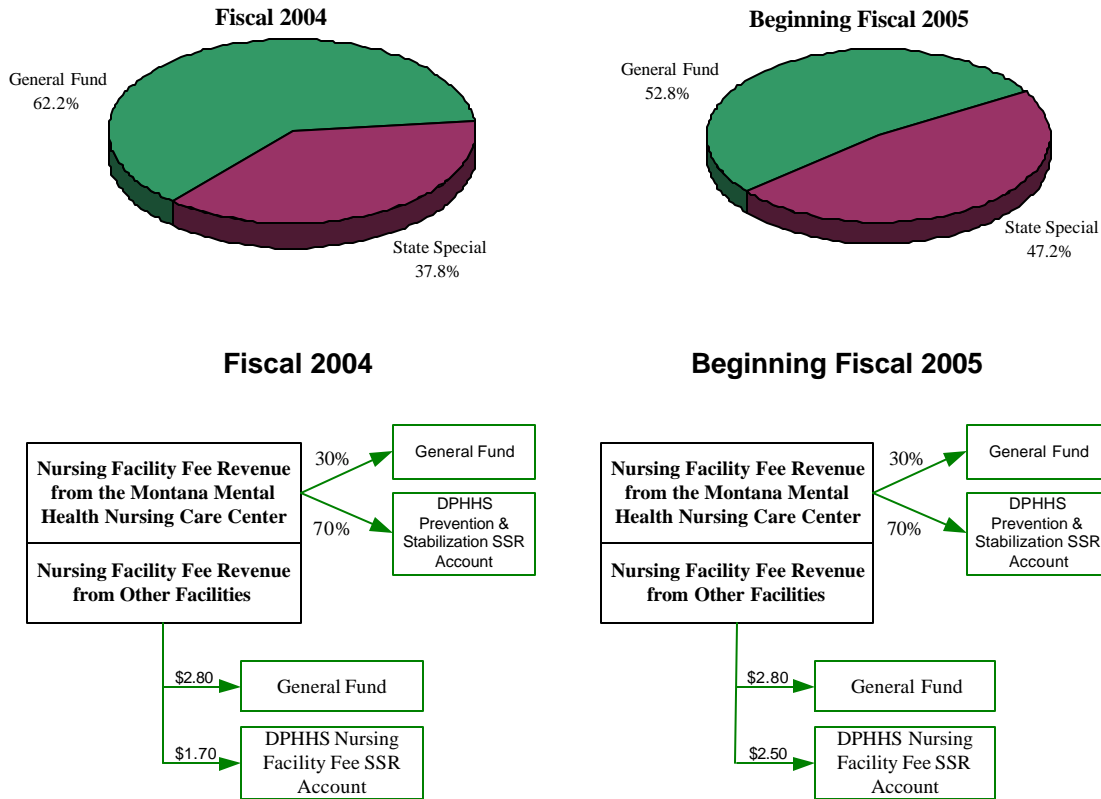 Fiscal 2004
General Fund
62.2%
State Special
37.8%
Beginning Fiscal 2005
General Fund
52.8%
State Special
47.2%
Fiscal 2004
Nursing Facility Fee Revenue
from the Montana Mental
Health Nursing Care Center
30%
70%
General Fund
DPHHS
Prevention &
Stabilization SSR
Account
Nursing Facility Fee Revenue
from Other Facilities
$2.80
General Fund
$1.70
DPHHS Nursing
Facility Fee SSR
Account
Beginning Fiscal 2005
Nursing Facility Fee Revenue
from the Montana Mental
Health Nursing Care Center
30%
70%
General Fund
DPHHS
Prevention &
Stabilization SSR
Account
Nursing Facility Fee Revenue
from Other Facilities
$2.80
General Fund
$2.50
DPHHS Nursing
Facility Fee SSR
Account